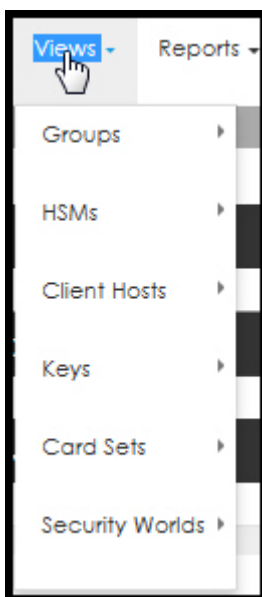 Views Reports
Groups
HSMs
Client Hosts
Keys
Card Sets
Security Worlds